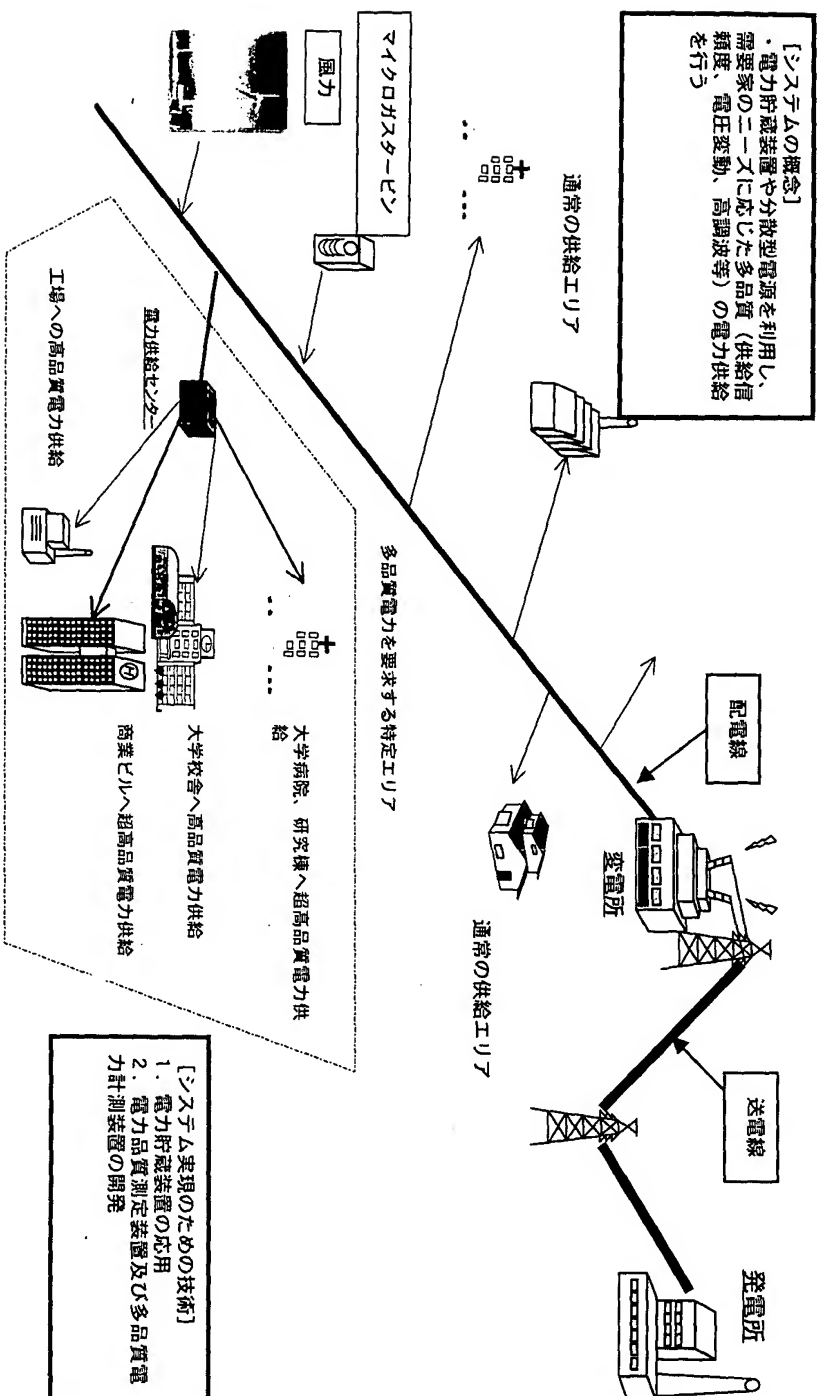 [システムの概念]
・電力貯蔵装置や分散型電源を利用し、
需要家のニーズに応じた多品質（供給信
頼度、電圧変動、高調波等）の電力供給
を行う
発電所
送電線
変電所
配電線
通常の供給エリア
通常の供給エリア
マイクロガスタービン
風力
多品質電力を要求する特定エリア
電力供給センター
大学病院、研究棟へ超高品質電力供
給
大学校舎へ高品質電力供給
商業ビルへ超高品質電力供給
工場への高品質電力供給
H
[システム実現のための技術]
１．電力貯蔵装置の応用
２．電力品質測定装置及び多品質電
力計測装置の開発